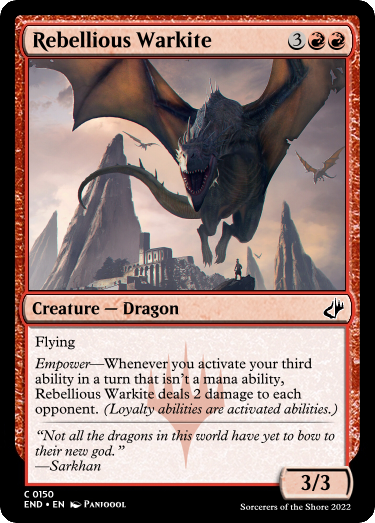 Rebellious Warkite 3
Creature — Dragon
Flying
Empower—Whenever you activate your third
ability in a turn that isn't a mana ability,
Rebellious Warkite deals 2 damage to each
opponent. (Loyalty abilities are activated abilities.)
"Not all the dragons in this world have yet to bow to
their new god."
—Sarkhan
3/3
C 0150
END • EN PANIOOOL
Sorcerers of the Shore 2022